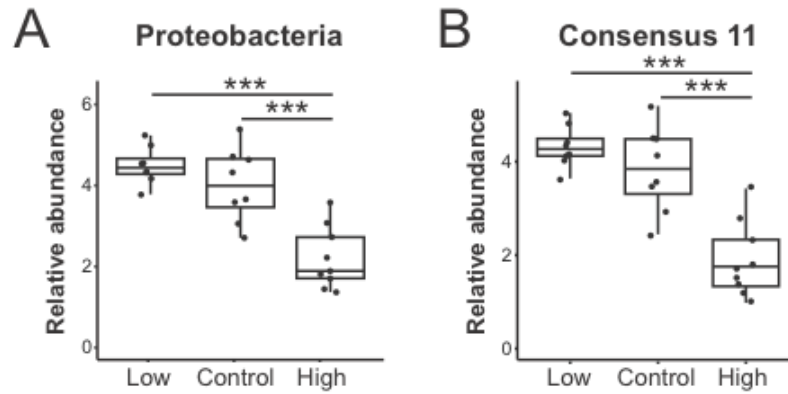 A
Proteobacteria
***
***
Relative abundance
6
4
2
0
Low Control High
B
Consensus 11
***
***
Relative abundance
4
2
0
Low Control High